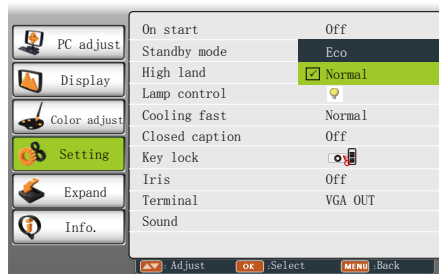 PC adjust
Display
Color adjust
Setting
Expand
Info.
On start Off
Standby mode Eco
High land Normal
Lamp control
Cooling fast Normal
Closed caption Off
Key lock
Iris Off
Terminal VGA OUT
Sound
: Adjust OK :Select MENU :Back